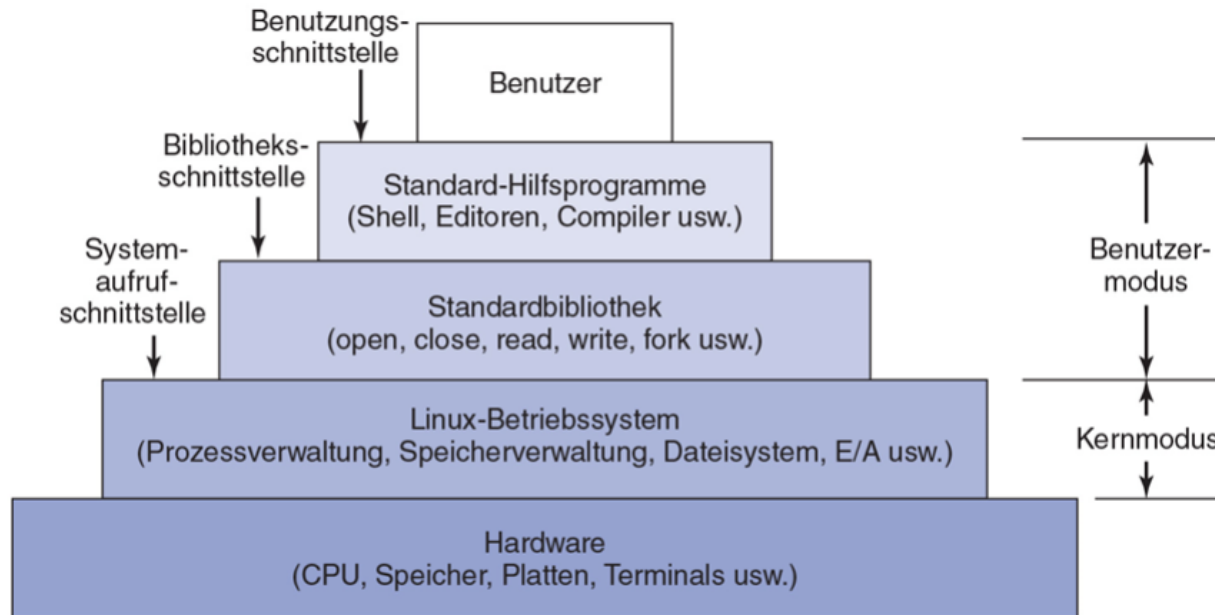 Benutzungs-
schnittstelle
Benutzer
Bibliotheks-
schnittstelle
Standard-Hilfsprogramme
(Shell, Editoren, Compiler usw.)
System-
aufruf-
schnittstelle
Benutzer-
modus
Standardbibliothek
(open, close, read, write, fork usw.)
Linux-Betriebssystem
(Prozessverwaltung, Speicherverwaltung, Dateisystem, E/A usw.)
Kernmodus
Hardware
(CPU, Speicher, Platten, Terminals usw.)